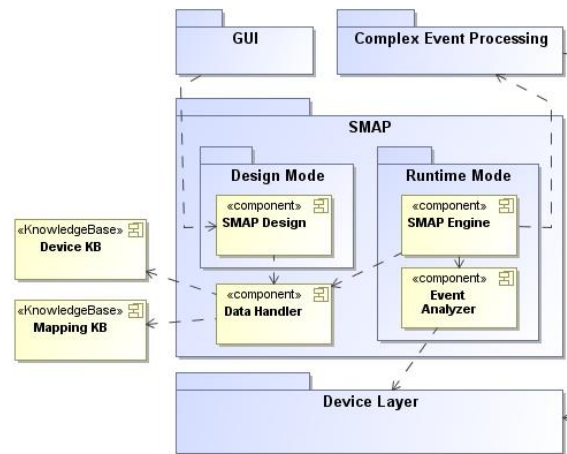 GUI
Complex Event Processing
SMAP
Design Mode
Runtime Mode
«component»
SMAP Design
«component»
SMAP Engine
«KnowledgeBase»
Device KB
«component»
Data Handler
«component»
Event
Analyzer
«KnowledgeBase»
Mapping KB
Device Layer